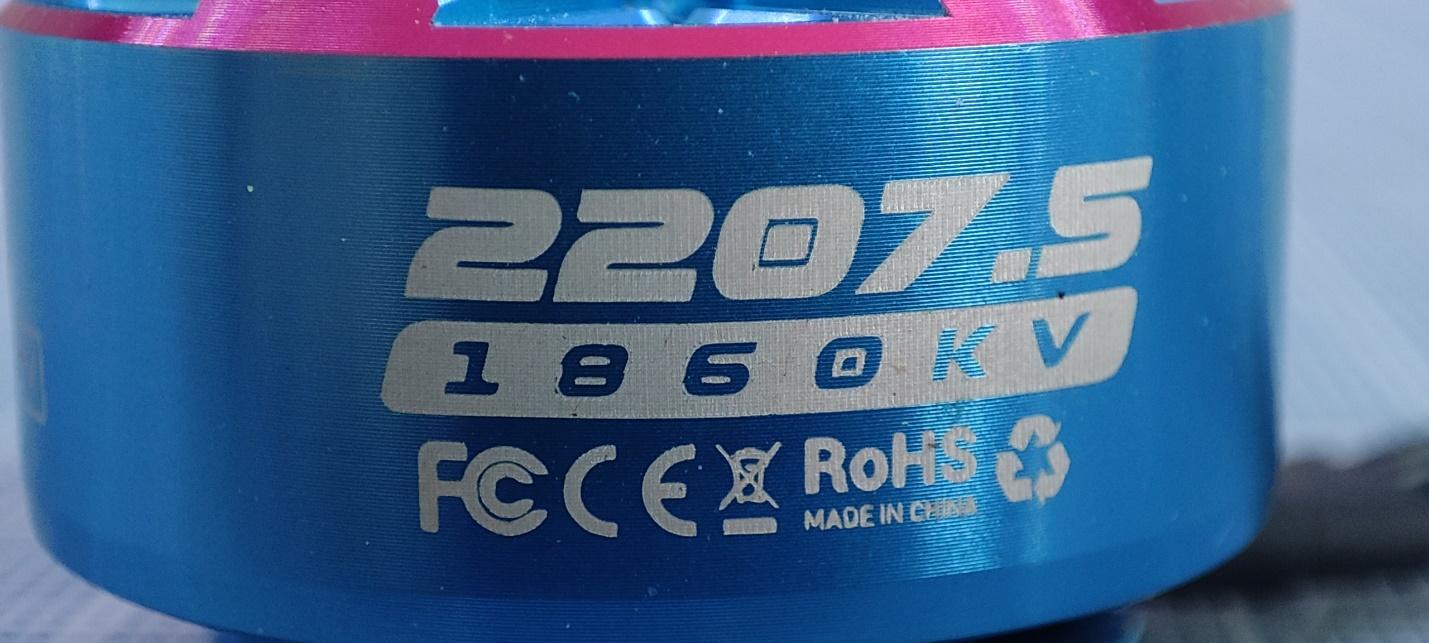 2207.5
1860KV
FC CE RoHS
MADE IN CHINA